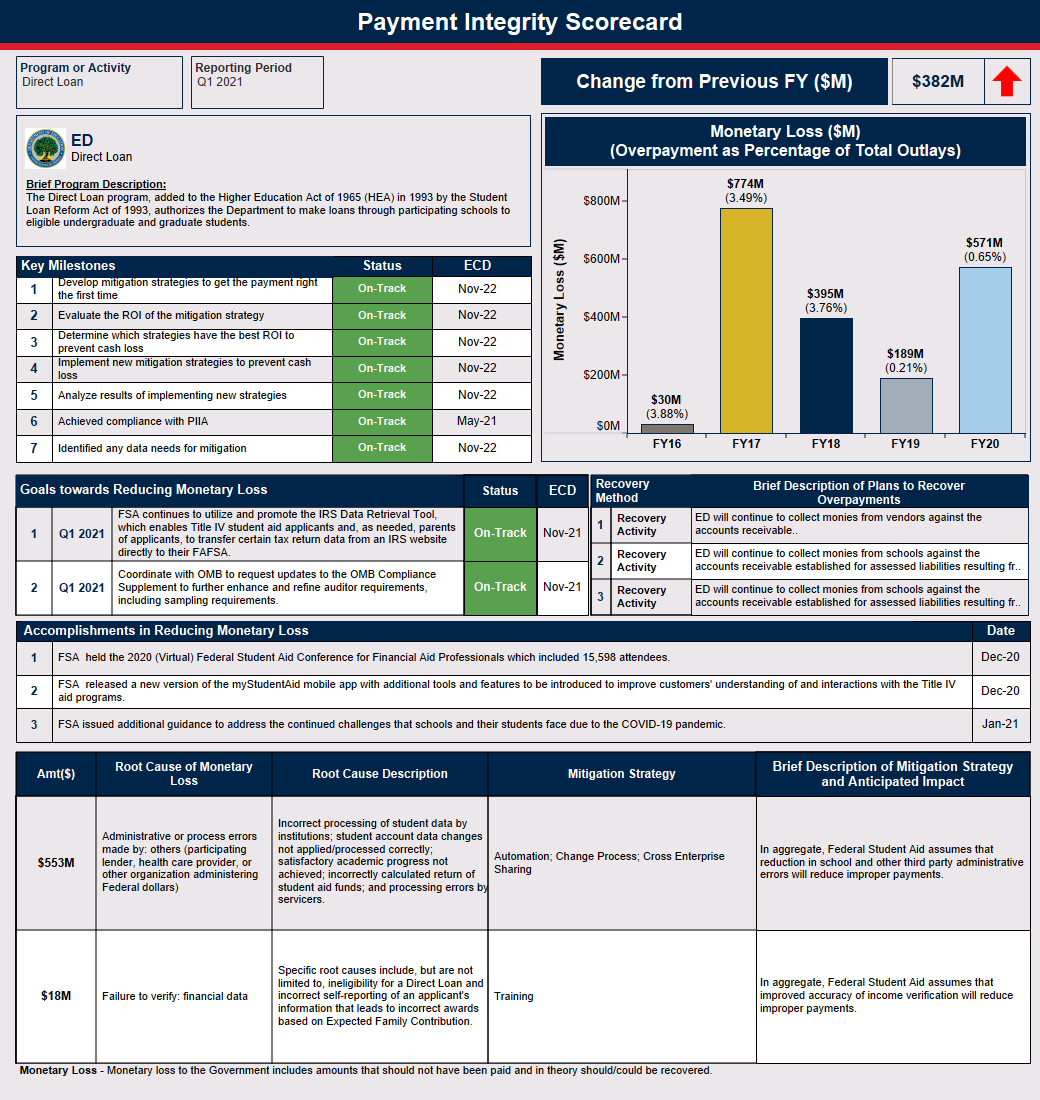 Payment Integrity Scorecard
Program or Activity
Direct Loan
Reporting Period
Q1 2021
Change from Previous FY ($M)
$382M
ED
Direct Loan
Brief Program Description:
The Direct Loan program, added to the Higher Education Act of 1965 (HEA) in 1993 by the Student
Loan Reform Act of 1993, authorizes the Department to make loans through participating schools to
eligible undergraduate and graduate students.
Monetary Loss ($M)
(Overpayment as Percentage of Total Outlays)
Monetary Loss ($M)
$800M
$600M
$400M
$200M
$0M
$30M
(3.88%)
$774M
(3.49%)
$395M
(3.76%)
$189M
(0.21%)
$571M
(0.65%)
FY16
FY17
FY18
FY19
FY20
Key Milestones
Status
ECD
1
Develop mitigation strategies to get the payment right
the first time
On-Track
Nov-22
2
Evaluate the ROI of the mitigation strategy
On-Track
Nov-22
3
Determine which strategies have the best ROI to
prevent cash loss
On-Track
Nov-22
4
Implement new mitigation strategies to prevent cash
loss
On-Track
Nov-22
5
Analyze results of implementing new strategies
On-Track
Nov-22
6
Achieved compliance with PIIA
On-Track
May-21
7
Identified any data needs for mitigation
On-Track
Nov-22
Goals towards Reducing Monetary Loss
Status
ECD
1
Q1 2021
FSA continues to utilize and promote the IRS Data Retrieval Tool,
which enables Title IV student aid applicants and, as needed, parents
of applicants, to transfer certain tax return data from an IRS website
directly to their FAFSA.
On-Track
Nov-21
2
Q1 2021
Coordinate with OMB to request updates to the OMB Compliance
Supplement to further enhance and refine auditor requirements,
including sampling requirements.
On-Track
Nov-21
Recovery
Method
Brief Description of Plans to Recover
Overpayments
1
Recovery
Activity
ED will continue to collect monies from vendors against the
accounts receivable..
2
Recovery
Activity
ED will continue to collect monies from schools against the
accounts receivable established for assessed liabilities resulting fr..
3
Recovery
Activity
ED will continue to collect monies from schools against the
accounts receivable established for assessed liabilities resulting fr..
Accomplishments in Reducing Monetary Loss
Date
1
FSA held the 2020 (Virtual) Federal Student Aid Conference for Financial Aid Professionals which included 15,598 attendees.
Dec-20
2
FSA released a new version of the myStudentAid mobile app with additional tools and features to be introduced to improve customers' understanding of and interactions with the Title IV
aid programs.
Dec-20
3
FSA issued additional guidance to address the continued challenges that schools and their students face due to the COVID-19 pandemic.
Jan-21
Amt($)
Root Cause of Monetary
Loss
Root Cause Description
Mitigation Strategy
Brief Description of Mitigation Strategy
and Anticipated Impact
$553M
Administrative or process errors
made by: others (participating
lender, health care provider, or
other organization administering
Federal dollars)
Incorrect processing of student data by
institutions; student account data changes
not applied/processed correctly;
satisfactory academic progress not
achieved; incorrectly calculated return of
student aid funds; and processing errors by
servicers.
Automation; Change Process; Cross Enterprise
Sharing
In aggregate, Federal Student Aid assumes that
reduction in school and other third party administrative
errors will reduce improper payments.
$18M
Failure to verify: financial data
Specific root causes include, but are not
limited to, ineligibility for a Direct Loan and
incorrect self-reporting of an applicant's
information that leads to incorrect awards
based on Expected Family Contribution.
Training
In aggregate, Federal Student Aid assumes that
improved accuracy of income verification will reduce
improper payments.
Monetary Loss - Monetary loss to the Government includes amounts that should not have been paid and in theory should/could be recovered.